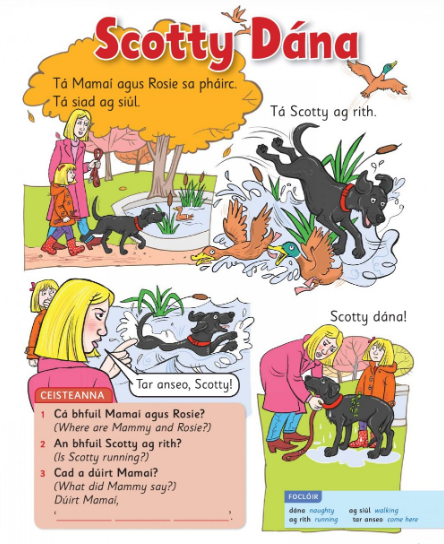 Scotty Dána
Tá Mamaí agus Rosie sa pháirc.
Tá siad ag siúl.
Tá Scotty ag rith.
Tar anseo, Scotty!
Scotty dána!
CEISTEANNA
1 Cá bhfuil Mamaí agus Rosie?
(Where are Mammy and Rosie?)
2 An bhfuil Scotty ag rith?
(Is Scotty running?)
3 Cad a dúirt Mamaí?
(What did Mammy say?)
Dúirt Mamaí,
‘____ ____ ____’
FOCLÓIR
dána naughty ag siúl walking
ag rith running tar anseo come here